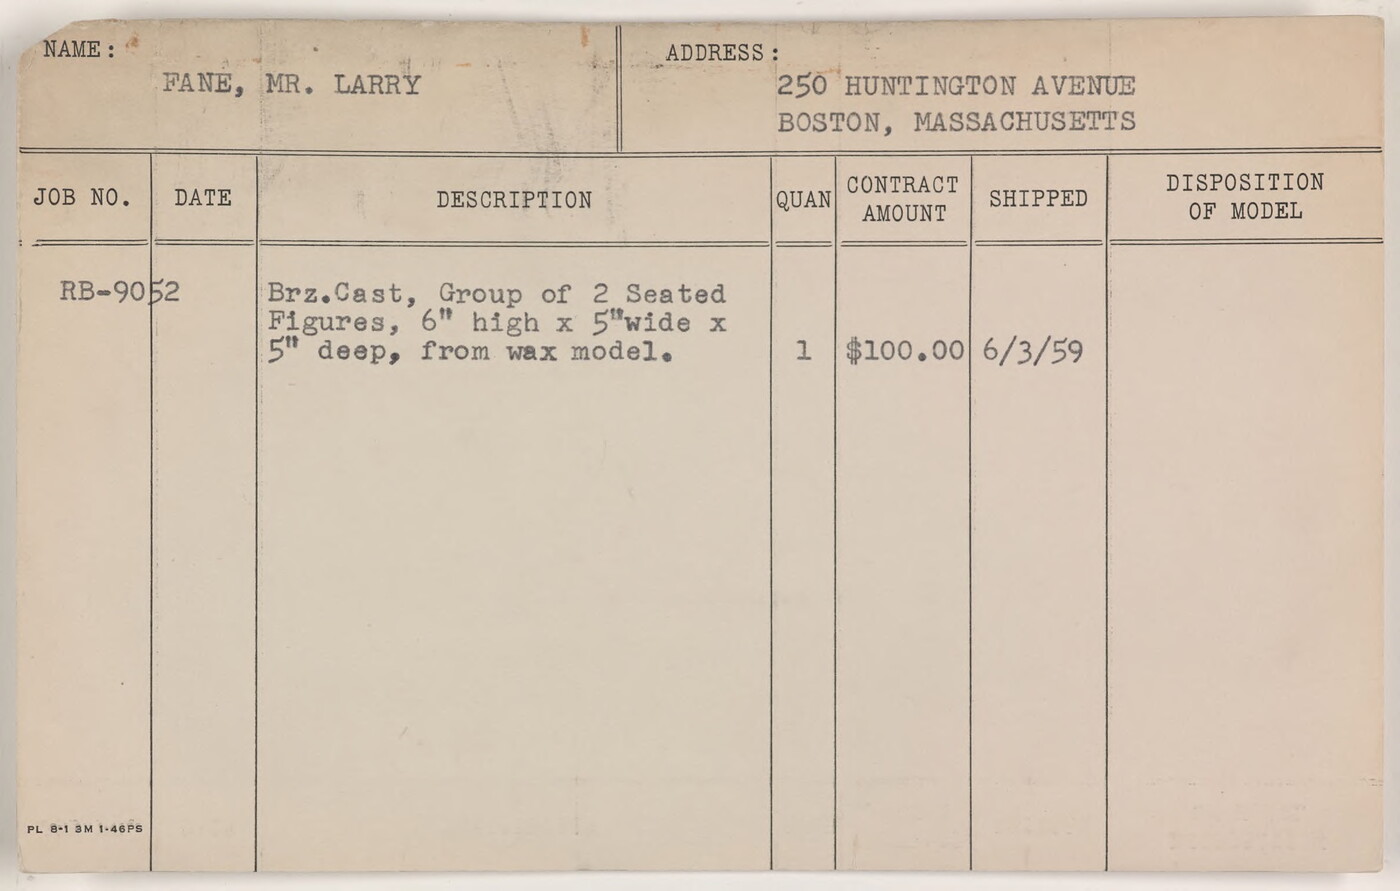 NAME:
FANE, MR. LARRY
ADDRESS:
250 HUNTINGTON AVENUE
BOSTON, MASSACHUSETTS
JOB NO. DATE DESCRIPTION QUAN CONTRACT AMOUNT SHIPPED DISPOSITION OF MODEL
RB-9052 Brz.Cast, Group of 2 Seated
Figures, 6" high x 5"wide x
5" deep, from wax model. 1 $100.00 6/3/59
PL 8-1 3M 1-46PS